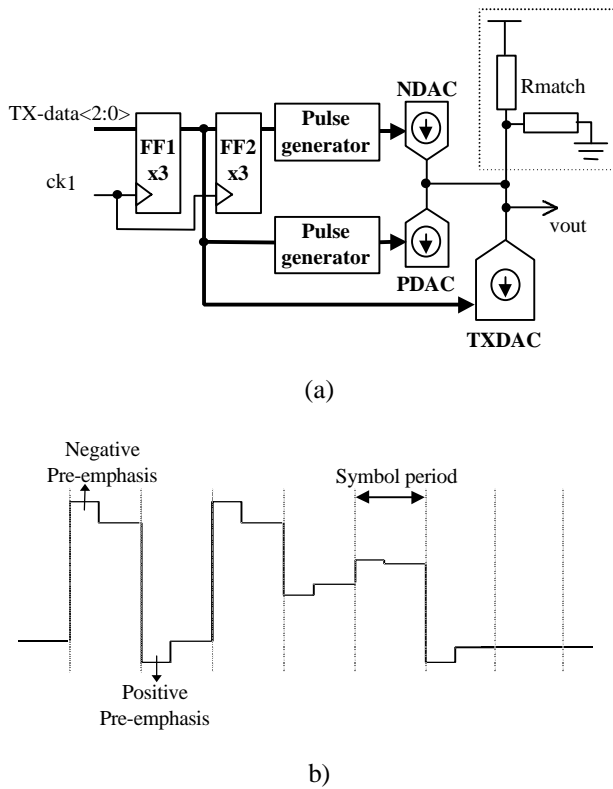 Rmatch
NDAC
TX-data<2:0>
FF1
x3
FF2
x3
Pulse
generator
ck1
vout
Pulse
generator
PDAC
TXDAC
(a)
Negative
Pre-emphasis
Symbol period
Positive
Pre-emphasis
b)